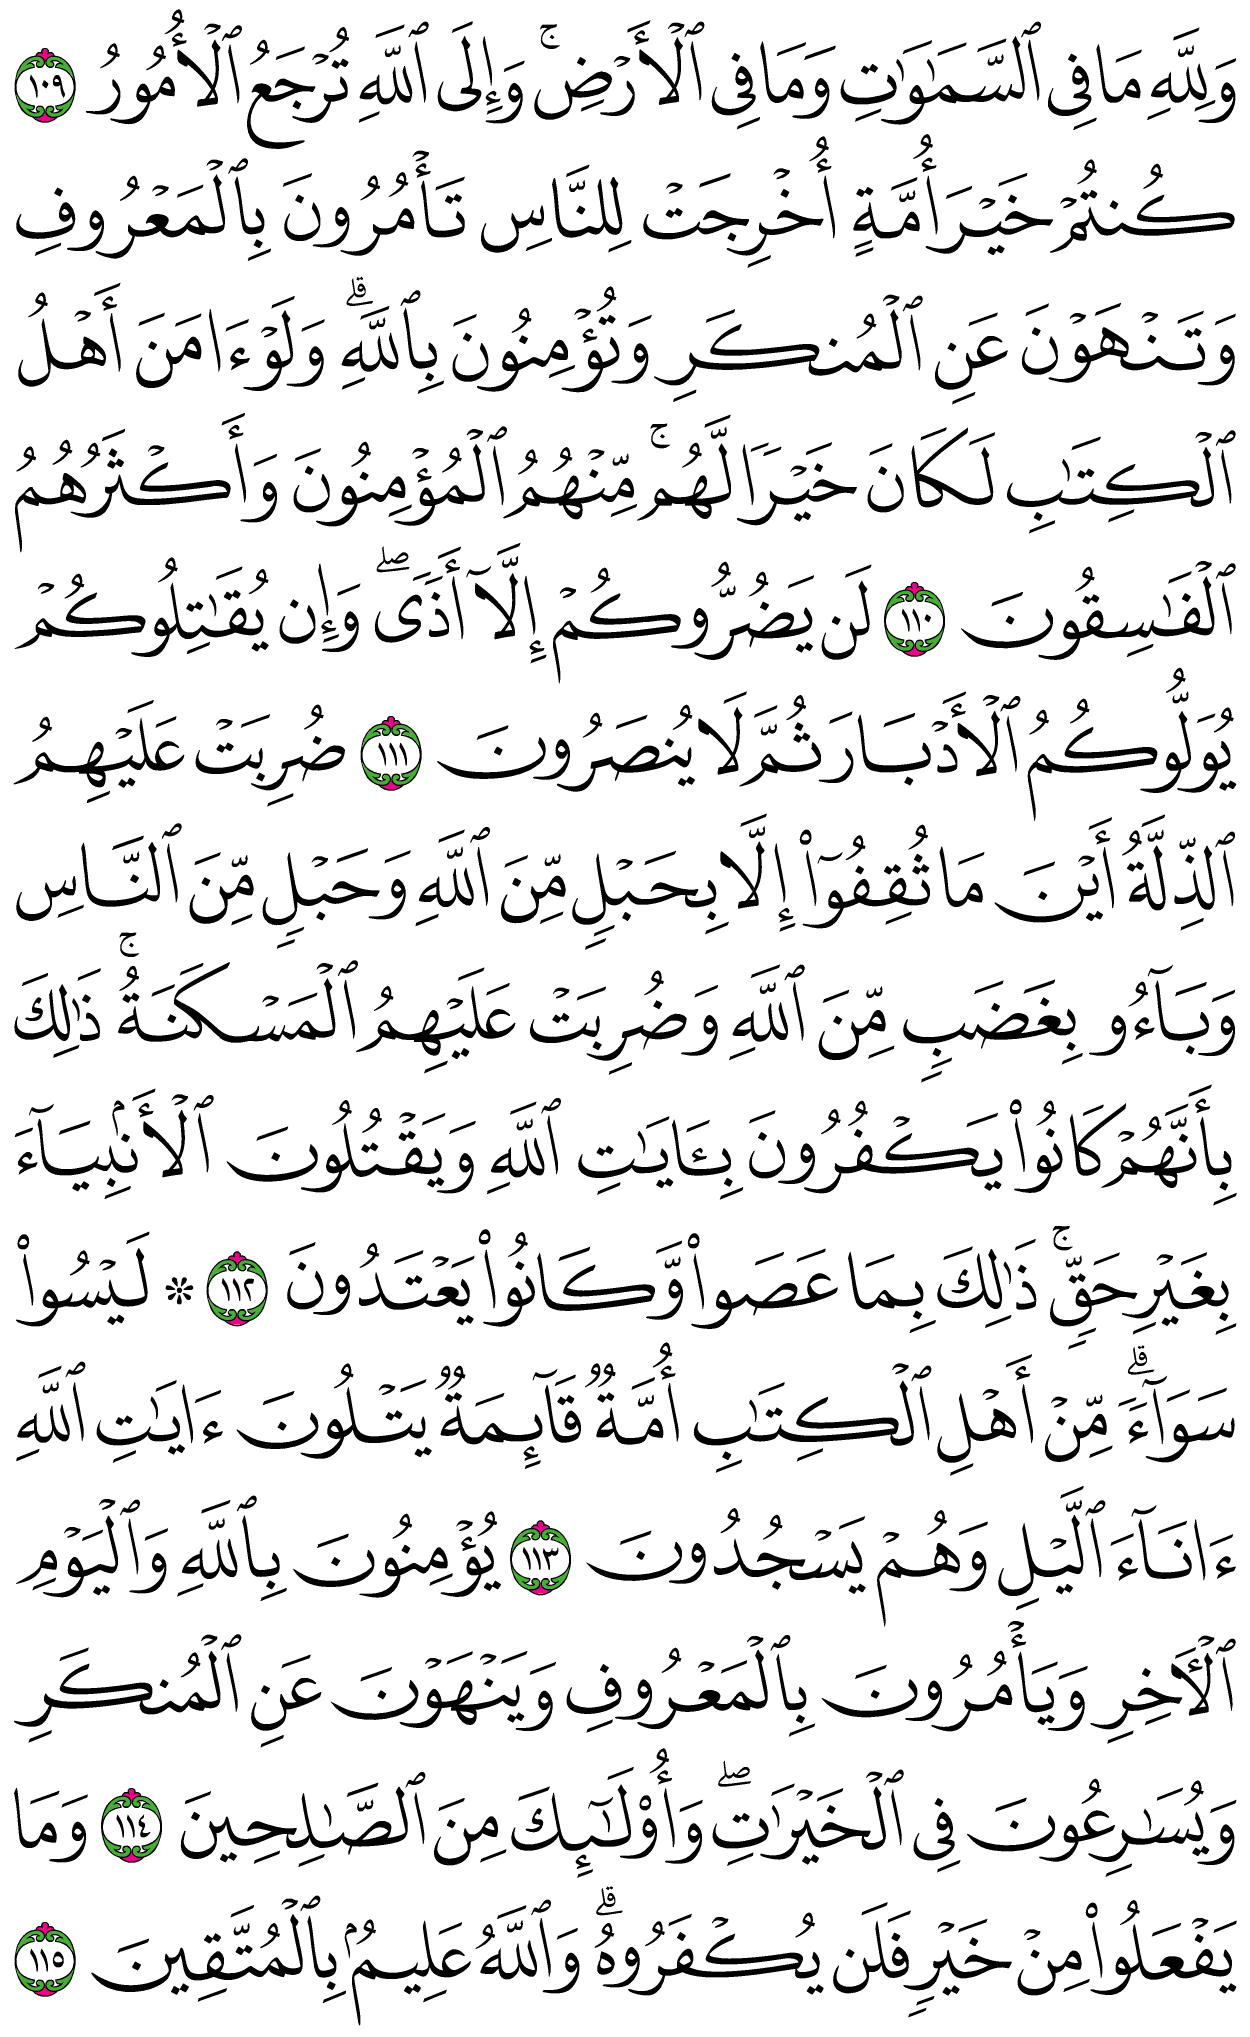 وَلِلَّهِ مَا فِي ٱلسَّمَٰوَٰتِ وَمَا فِي ٱلۡأَرۡضِۚ وَإِلَى ٱللَّهِ تُرۡجَعُ ٱلۡأُمُورُ ١٠٩
كُنتُمۡ خَيۡرَ أُمَّةٍ أُخۡرِجَتۡ لِلنَّاسِ تَأۡمُرُونَ بِٱلۡمَعۡرُوفِ
وَتَنۡهَوۡنَ عَنِ ٱلۡمُنكَرِ وَتُؤۡمِنُونَ بِٱللَّهِۗ وَلَوۡ ءَامَنَ أَهۡلُ
ٱلۡكِتَٰبِ لَكَانَ خَيۡرٗا لَّهُمۚ مِّنۡهُمُ ٱلۡمُؤۡمِنُونَ وَأَكۡثَرُهُمُ
ٱلۡفَٰسِقُونَ ١١٠ لَن يَضُرُّوكُمۡ إِلَّآ أَذٗىۖ وَإِن يُقَٰتِلُوكُمۡ
يُوَلُّوكُمُ ٱلۡأَدۡبَارَ ثُمَّ لَا يُنصَرُونَ ١١١ ضُرِبَتۡ عَلَيۡهِمُ
ٱلذِّلَّةُ أَيۡنَ مَا ثُقِفُوٓاْ إِلَّا بِحَبۡلٖ مِّنَ ٱللَّهِ وَحَبۡلٖ مِّنَ ٱلنَّاسِ
وَبَآءُو بِغَضَبٖ مِّنَ ٱللَّهِ وَضُرِبَتۡ عَلَيۡهِمُ ٱلۡمَسۡكَنَةُۚ ذَٰلِكَ
بِأَنَّهُمۡ كَانُواْ يَكۡفُرُونَ بِـَٔايَٰتِ ٱللَّهِ وَيَقۡتُلُونَ ٱلۡأَنۢبِيَآءَ
بِغَيۡرِ حَقّٖۚ ذَٰلِكَ بِمَا عَصَواْ وَّكَانُواْ يَعۡتَدُونَ ١١٢ ۞ لَيۡسُواْ
سَوَآءٗۗ مِّنۡ أَهۡلِ ٱلۡكِتَٰبِ أُمَّةٞ قَآئِمَةٞ يَتۡلُونَ ءَايَٰتِ ٱللَّهِ
ءَانَآءَ ٱلَّيۡلِ وَهُمۡ يَسۡجُدُونَ ١١٣ يُؤۡمِنُونَ بِٱللَّهِ وَٱلۡيَوۡمِ
ٱلۡأٓخِرِ وَيَأۡمُرُونَ بِٱلۡمَعۡرُوفِ وَيَنۡهَوۡنَ عَنِ ٱلۡمُنكَرِ
وَيُسَٰرِعُونَ فِي ٱلۡخَيۡرَٰتِۖ وَأُوْلَٰٓئِكَ مِنَ ٱلصَّٰلِحِينَ ١١٤ وَمَا
يَفۡعَلُواْ مِنۡ خَيۡرٖ فَلَن يُكۡفَرُوهُۗ وَٱللَّهُ عَلِيمُۢ بِٱلۡمُتَّقِينَ ١١٥